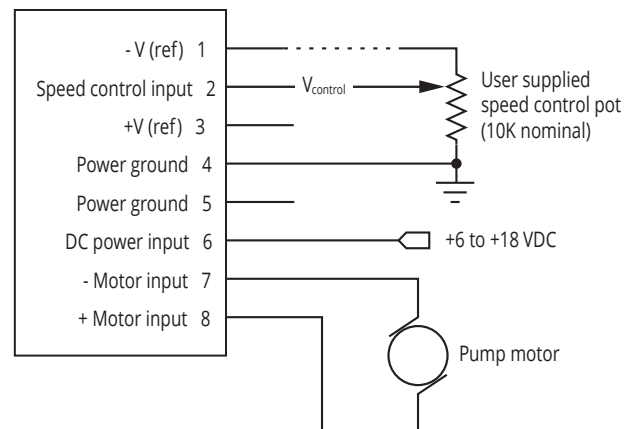 - V (ref) 1
Speed control input 2
V control
+V (ref) 3
User supplied
speed control pot
(10K nominal)
Power ground 4
Power ground 5
DC power input 6
+6 to +18 VDC
- Motor input 7
+ Motor input 8
Pump motor